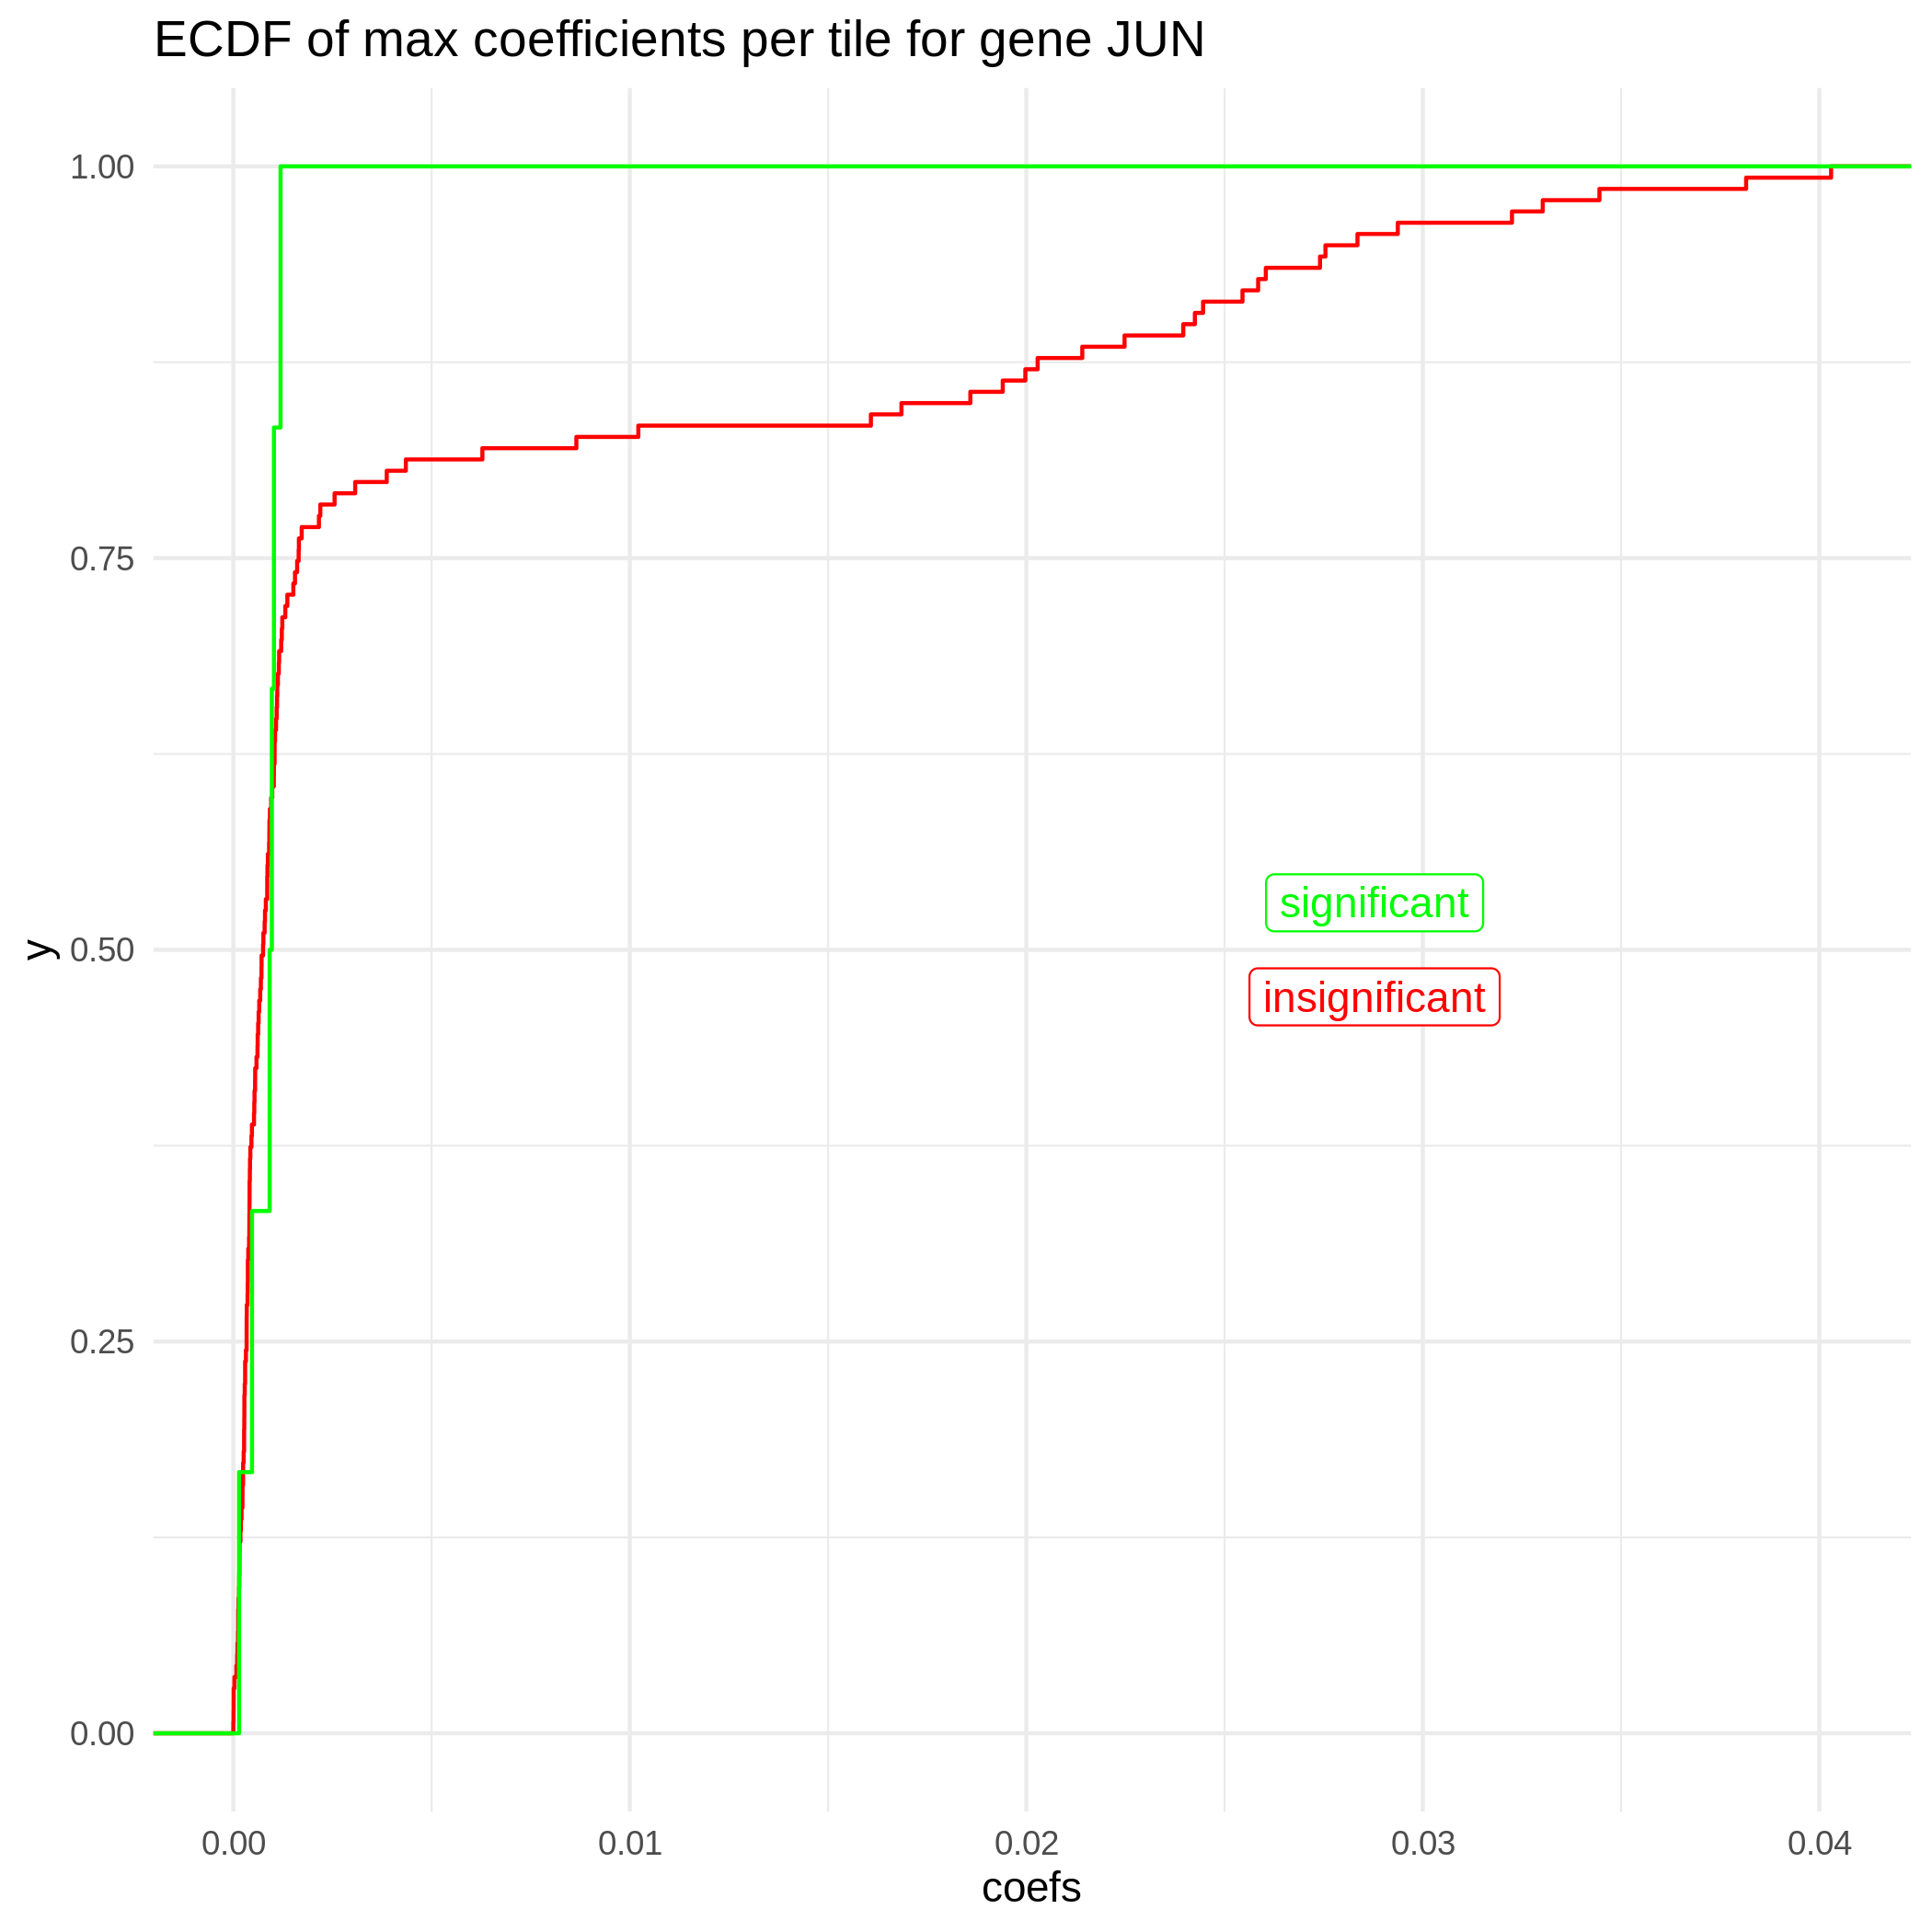 ECDF of max coefficients per tile for gene JUN
1.00
0.75
0.50
0.25
0.00
y
significant
insignificant
0.00 0.01 0.02 0.03 0.04
coefs